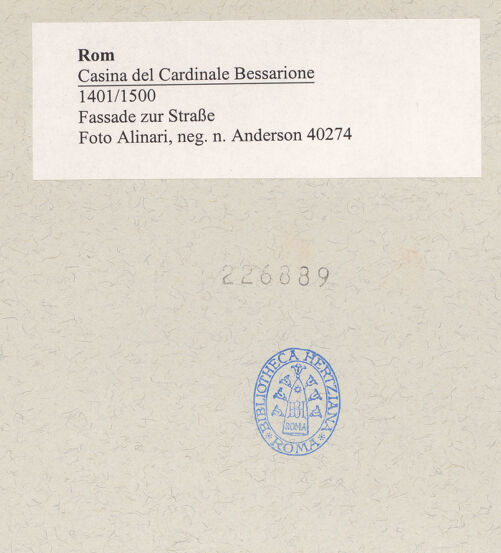 Rom
Casina del Cardinale Bessarione
1401/1500
Fassade zur Straße
Foto Alinari, neg. n. Anderson 40274
226839
BIBLIOTHECA HERTZIANA
ROMA
ROMA